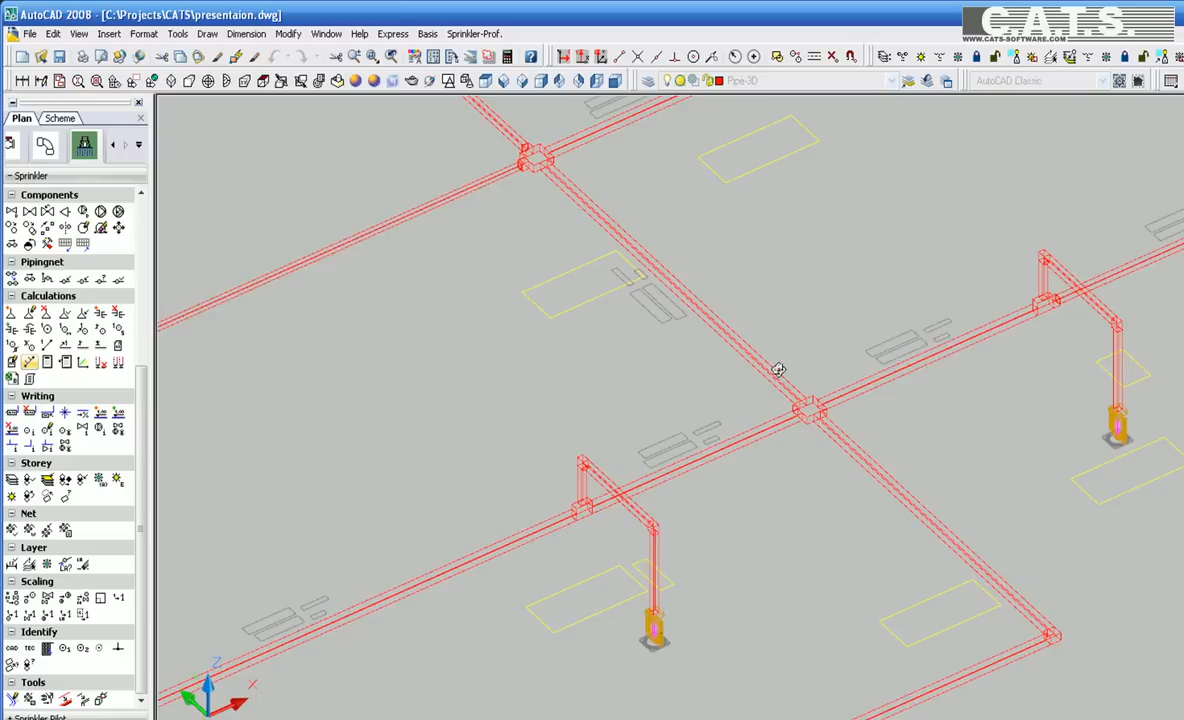 AutoCAD 2008 - [C:\Projects\CATS\presentaion.dwg]
C.A.T.S.
WWW.CATS-SOFTWARE.COM
File Edit View Insert Format Tools Draw Dimension Modify Window Help Express Basis Sprinkler-Prof.
Pipe-3D
AutoCAD Classic
Plan Scheme
Sprinkler
Components
Pipingnet
Calculations
Writing
Storey
Net
Layer
Scaling
Identify
CAD TEC
Tools
Sprinkler Pilot
Z
X